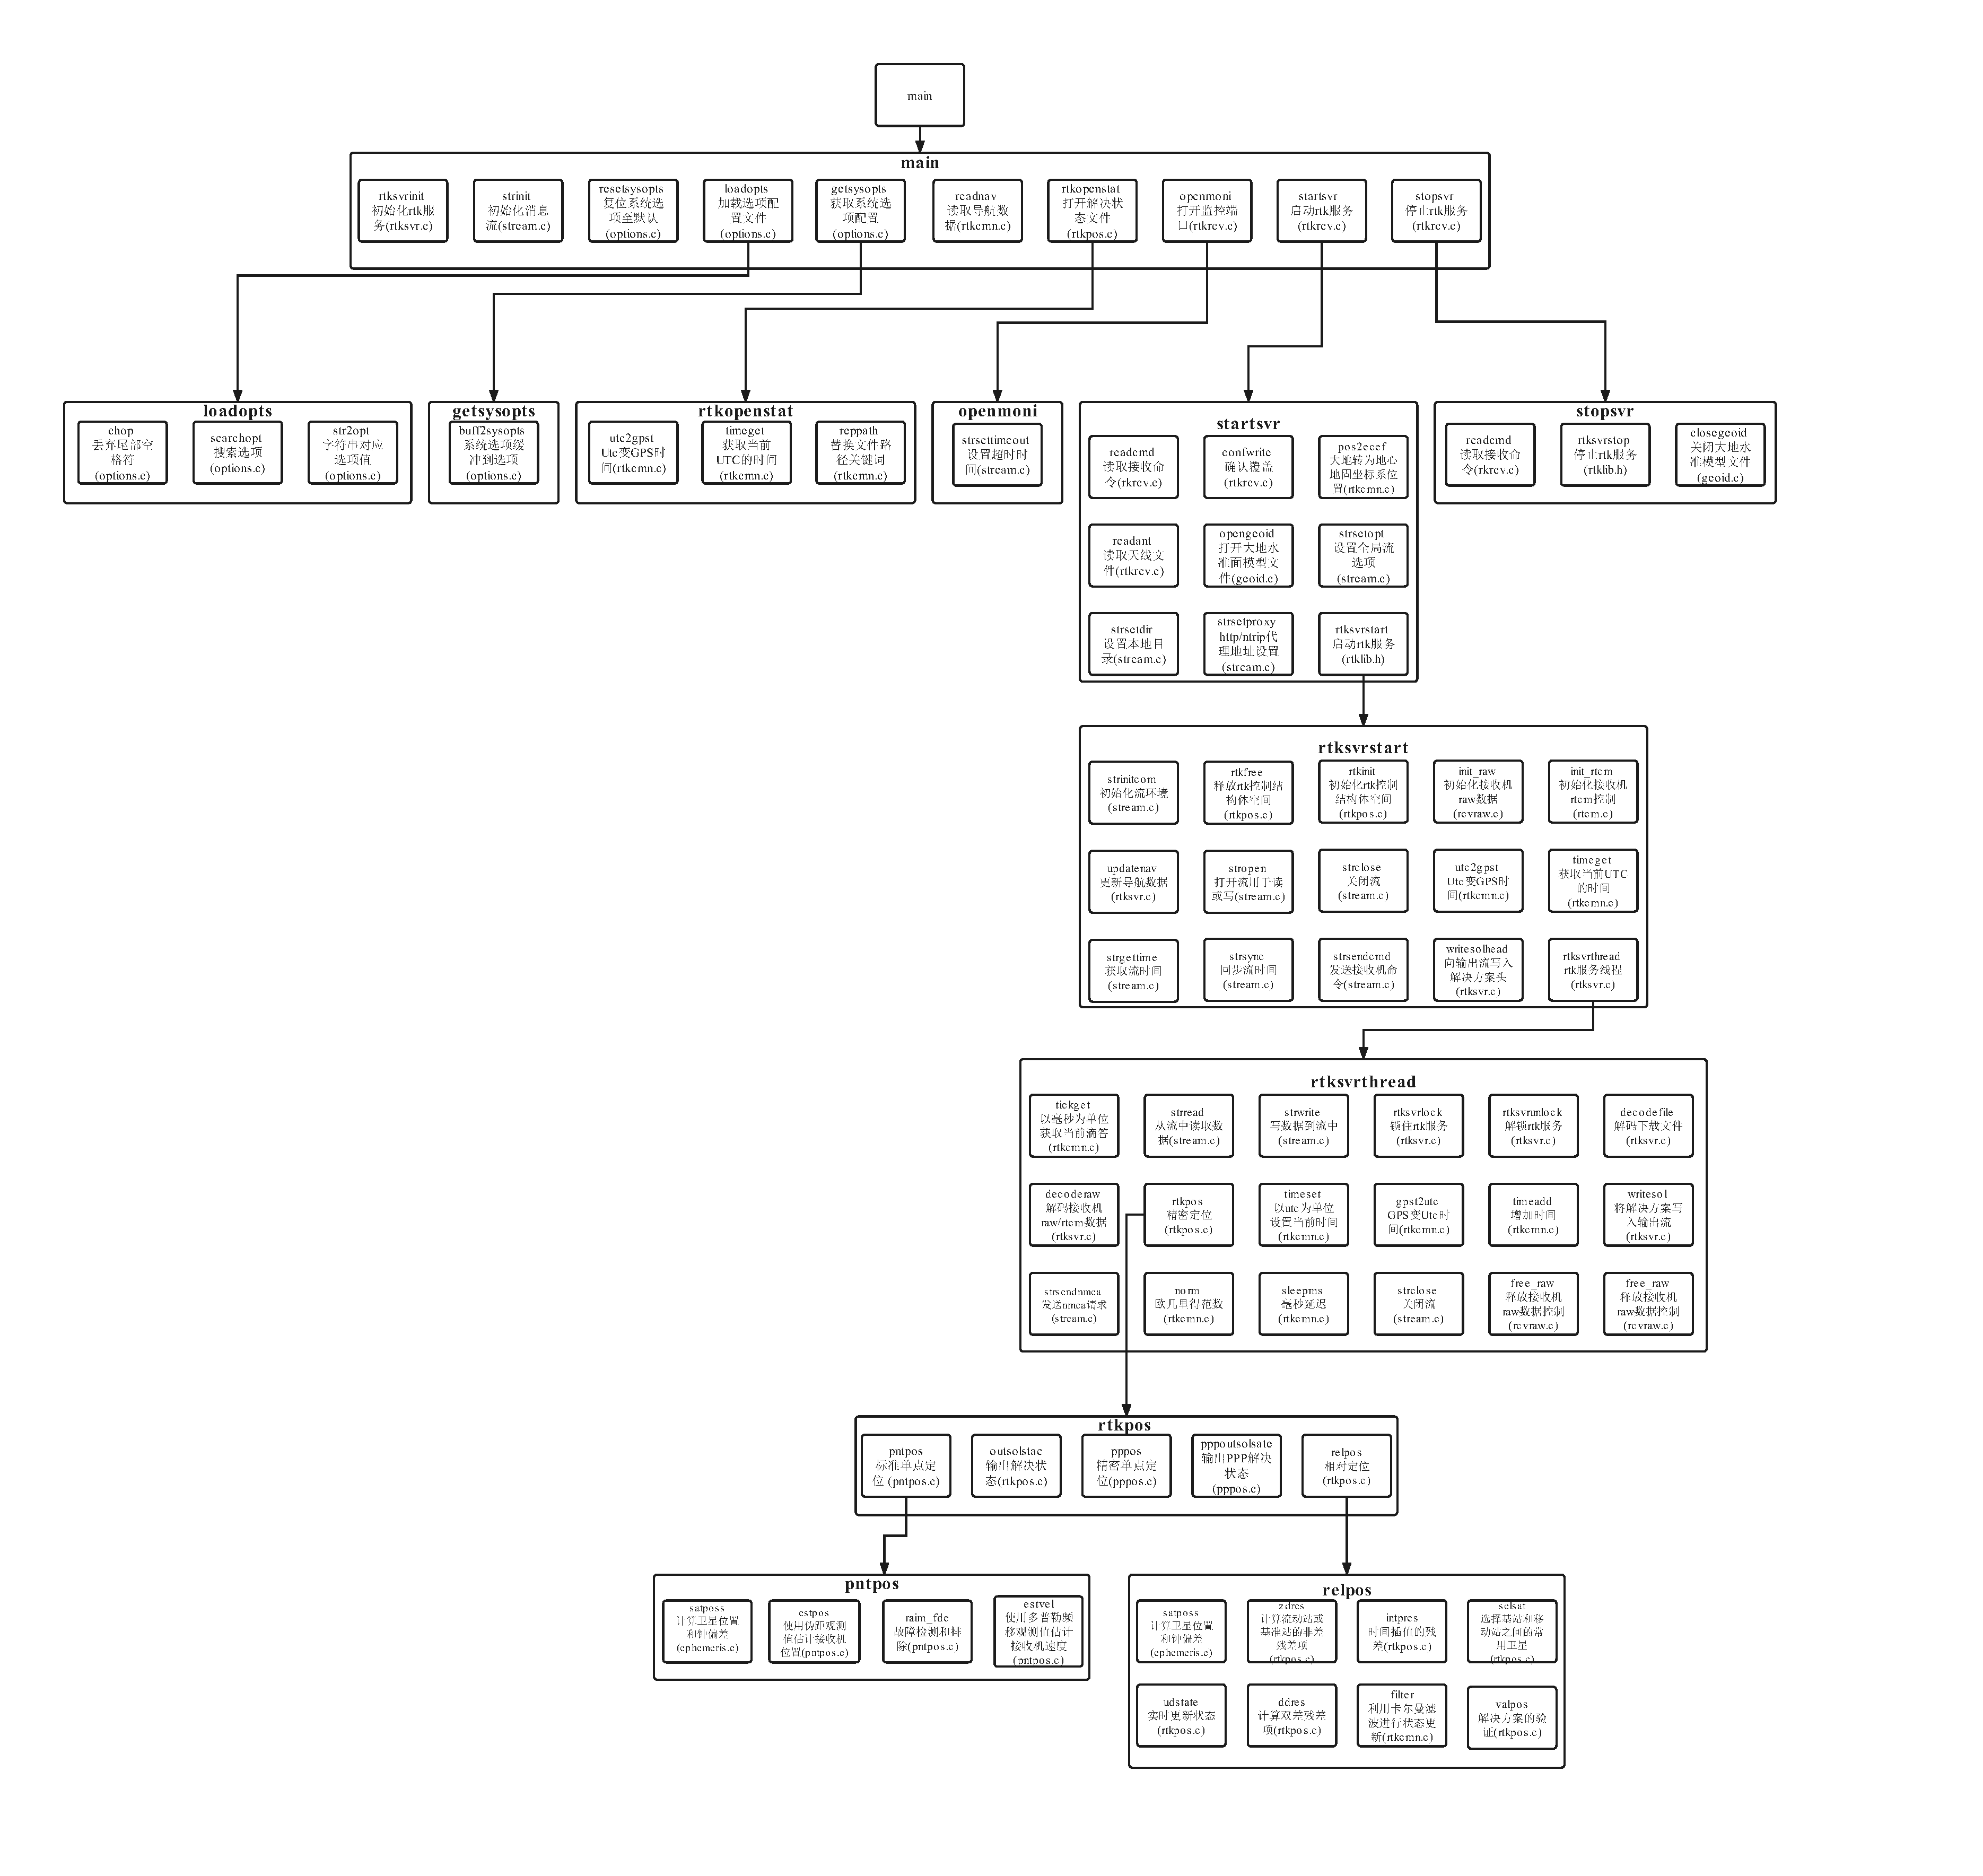 main
main
rtksvrinit
初始化rtk服
务(rtksvr.c)
strinit
初始化消息
流(stream.c)
resetsysopts
复位系统选
项至默认
(options.c)
loadopts
加载选项配
置文件
(options.c)
getsysopts
获取系统选
项配置
(options.c)
readnav
读取导航数
据(rtkcmn.c)
rtkopenstat
打开解决状
态文件
(rtkpos.c)
openmoni
打开监控端
口(rtkrcv.c)
startsvr
启动rtk服务
(rtkrcv.c)
stopsvr
停止rtk服务
(rtkrcv.c)
loadopts
chop
丢弃尾部空
格符
(options.c)
searchopt
搜索选项
(options.c)
str2opt
字符串对应
选项值
(options.c)
getsysopts
buff2sysopts
系统选项缓
冲到选项
(options.c)
rtkopenstat
utc2gpst
Utc变GPS时
间(rtkcmn.c)
timeget
获取当前
UTC的时间
(rtkcmn.c)
reppath
替换文件路
径关键词
(rtkcmn.c)
openmoni
strsettimeout
设置超时时
间(stream.c)
startsvr
readcmd
读取接收命
令(rkrcv.c)
confwrite
确认覆盖
(rtkrcv.c)
pos2ecef
大地转为地心
地固坐标系位
置(rtkcmn.c)
readant
读取天线文
件(rtkrcv.c)
opengeoid
打开大地水
准面模型文
件(geoid.c)
strsetopt
设置全局流
选项
(stream.c)
strsetdir
设置本地目
录(stream.c)
strsetproxy
http/ntrip代
理地址设置
(stream.c)
rtksvrstart
启动rtk服务
(rtklib.h)
stopsvr
readcmd
读取接收命
令(rkrcv.c)
rtksvrstop
停止rtk服务
(rtklib.h)
closegeoid
关闭大地水
准模型文件
(geoid.c)
rtksvrstart
strinitcom
初始化流环境
(stream.c)
rtkfree
释放rtk控制结
构体空间
(rtkpos.c)
rtkinit
初始化rtk控制
结构体空间
(rtkpos.c)
init_raw
初始化接收机
raw数据
(rcvraw.c)
init_rtcm
初始化接收机
rtcm控制
(rtcm.c)
updatenav
更新导航数据
(rtksvr.c)
stropen
打开流用于读
或写(stream.c)
strclose
关闭流
(stream.c)
utc2gpst
Utc变GPS时
间(rtkcmn.c)
timeget
获取当前UTC
的时间
(rtkcmn.c)
strgettime
获取流时间
(stream.c)
strsync
同步流时间
(stream.c)
strsendcmd
发送接收机命
令(stream.c)
writesolhead
向输出流写入
解决方案头
(rtksvr.c)
rtksvrthread
rtk服务线程
(rtksvr.c)
rtksvrthread
tickget
以毫秒为单位
获取当前滴答
(rtkcmn.c)
strread
从流中读取数
据(stream.c)
strwrite
写数据到流中
(stream.c)
rtksvrlock
锁住rtk服务
(rtksvr.c)
rtksvrunlock
解锁rtk服务
(rtksvr.c)
decodefile
解码下载文件
(rtksvr.c)
decoderaw
解码接收机
raw/rtcm数据
(rtksvr.c)
rtkpos
精密定位
(rtkpos.c)
timeset
以utc为单位
设置当前时间
(rtkcmn.c)
gpst2utc
GPS变Utc时
间(rtkcmn.c)
timeadd
增加时间
(rtkcmn.c)
writesol
将解决方案写
入输出流
(rtksvr.c)
strsendnmea
发送nmea请求
(stream.c)
norm
欧几里得范数
(rtkcmn.c)
sleepms
毫秒延迟
(rtkcmn.c)
strclose
关闭流
(stream.c)
free_raw
释放接收机
raw数据控制
(rcvraw.c)
free_raw
释放接收机
raw数据控制
(rcvraw.c)
rtkpos
pntpos
标准单点定
位 (pntpos.c)
outsolstac
输出解决状
态(rtkpos.c)
pppos
精密单点定
位(pppos.c)
pppoutsolsatc
输出PPP解决
状态
(pppos.c)
relpos
相对定位
(rtkpos.c)
pntpos
satposs
计算卫星位置
和钟偏差
(ephemeris.c)
estpos
使用伪距观测
值估计接收机
位置(pntpos.c)
raim_fde
故障检测和排
除(pntpos.c)
estvel
使用多普勒频
移观测值估计
接收机速度
(pntpos.c)
relpos
satposs
计算卫星位置
和钟偏差
(ephemeris.c)
zdres
计算流动站或
基准站的非差
残差项
(rtkpos.c)
intpres
时间插值的残
差(rtkpos.c)
selsat
选择基站和移
动站之间的常
用卫星
(rtkpos.c)
udstate
实时更新状态
(rtkpos.c)
ddres
计算双差残差
项(rtkpos.c)
filter
利用卡尔曼滤
波进行状态更
新(rtkcmn.c)
valpos
解决方案的验
证(rtkpos.c)